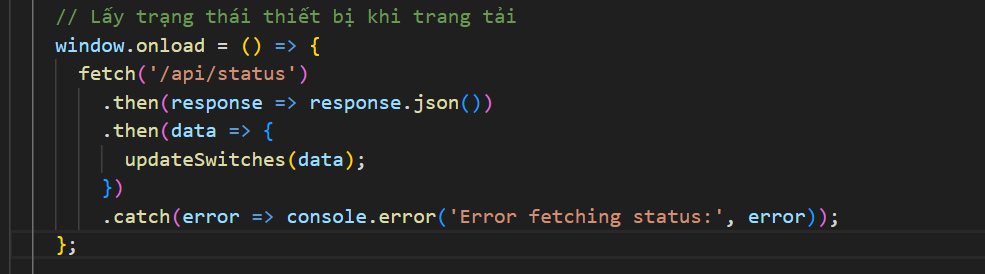 // Lấy trạng thái thiết bị khi trang tải
window.onload = () => {
  fetch('/api/status')
    .then(response => response.json())
    .then(data => {
      updateSwitches(data);
    })
    .catch(error => console.error('Error fetching status:', error));
};